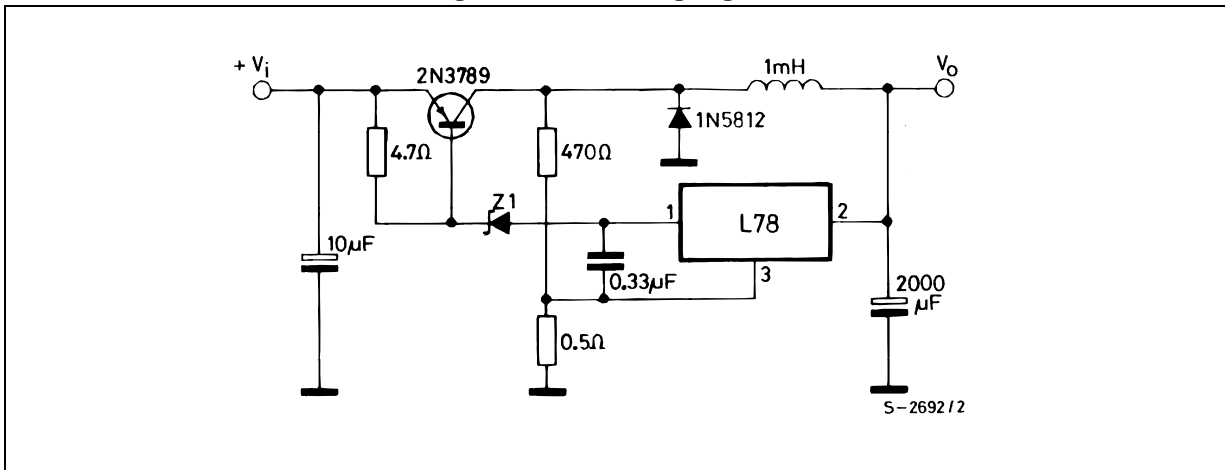 + Vi
2N3789
1mH
Vo
1N5812
4.7Ω
470Ω
Z1
1
L78
2
10µF
0.33µF
3
2000
µF
0.5Ω
S-2692/2